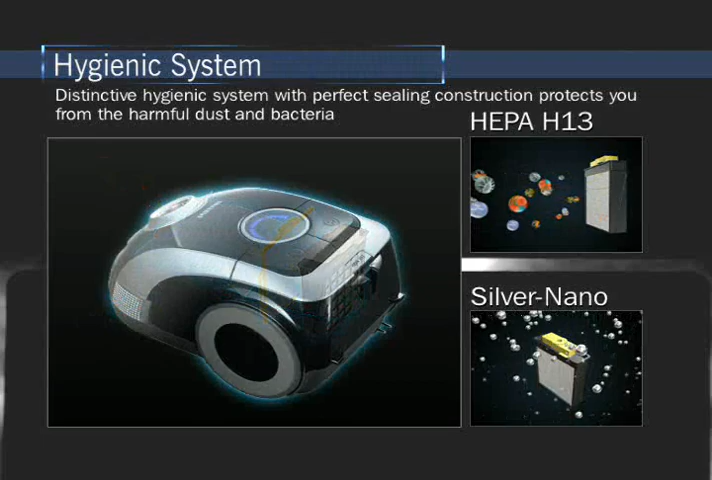 Hygienic System
Distinctive hygienic system with perfect sealing construction protects you
from the harmful dust and bacteria
HEPA H13
Silver-Nano